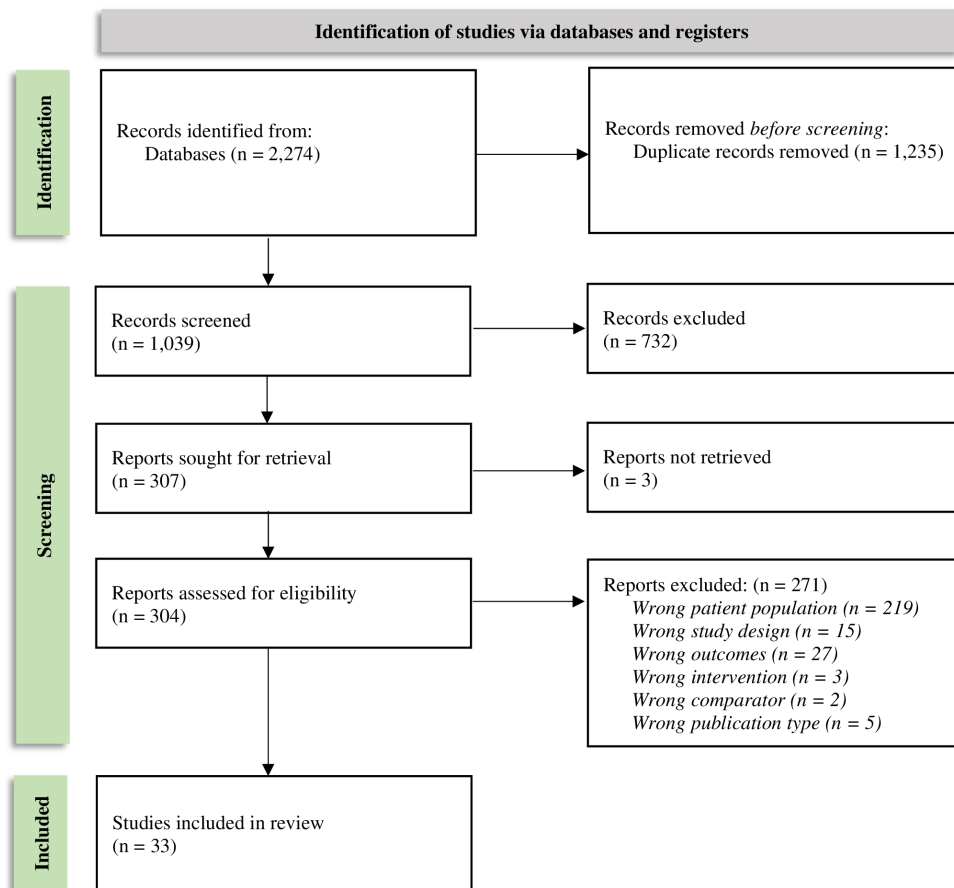 Identification of studies via databases and registers
Identification
Records identified from:
Databases (n = 2,274)
Records removed before screening:
Duplicate records removed (n = 1,235)
Screening
Records screened
(n = 1,039)
Records excluded
(n = 732)
Reports sought for retrieval
(n = 307)
Reports not retrieved
(n = 3)
Reports assessed for eligibility
(n = 304)
Reports excluded: (n = 271)
Wrong patient population (n = 219)
Wrong study design (n = 15)
Wrong outcomes (n = 27)
Wrong intervention (n = 3)
Wrong comparator (n = 2)
Wrong publication type (n = 5)
Included
Studies included in review
(n = 33)